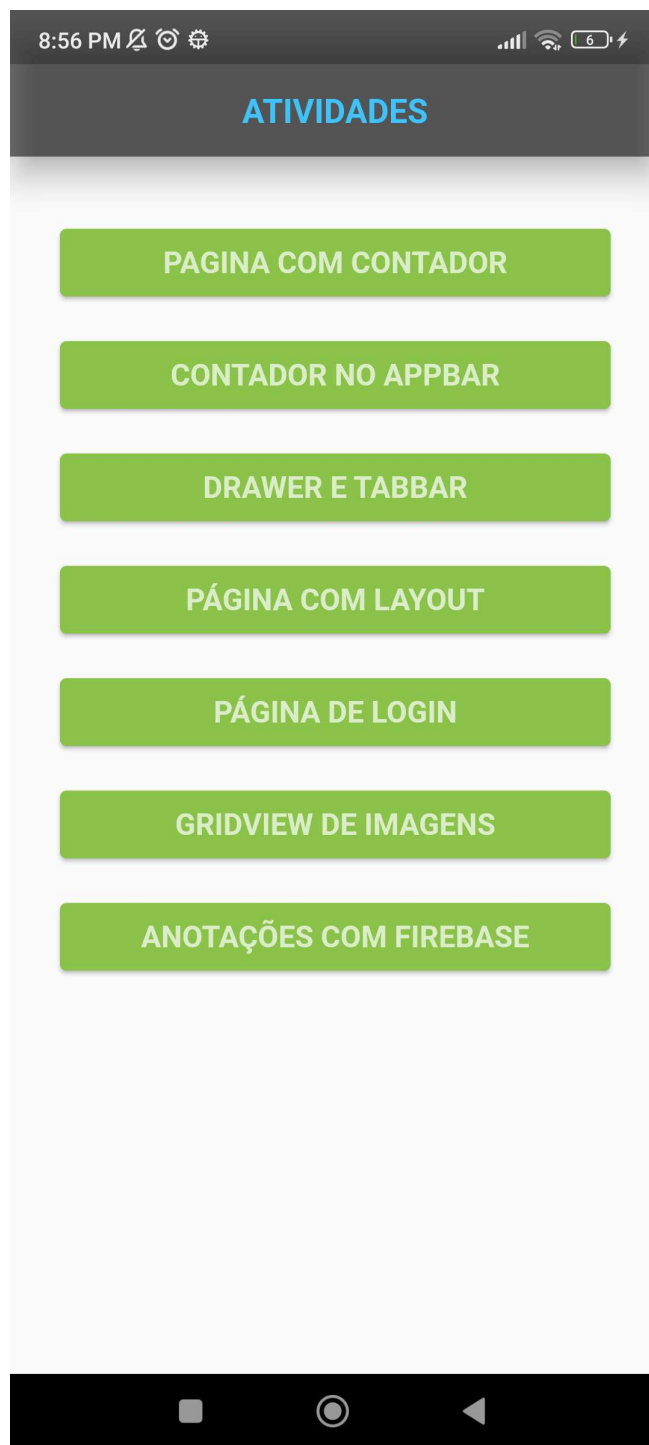 8:56 PM 6
ATIVIDADES
PAGINA COM CONTADOR
CONTADOR NO APPBAR
DRAWER E TABBAR
PÁGINA COM LAYOUT
PÁGINA DE LOGIN
GRIDVIEW DE IMAGENS
ANOTAÇÕES COM FIREBASE